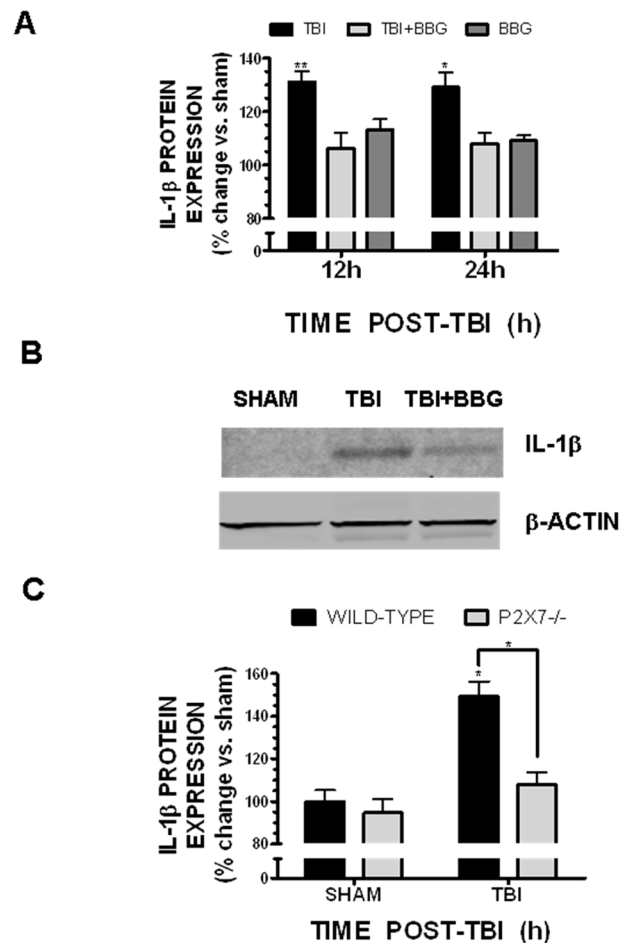 A
TBI TBI+BBG BBG
IL-1β PROTEIN
EXPRESSION
(% change vs. sham)
140
120
100
80
0
** *
12h 24h
TIME POST-TBI (h)
B
SHAM TBI TBI+BBG
IL-1β
β-ACTIN
C
WILD-TYPE P2X7-/-
IL-1β PROTEIN
EXPRESSION
(% change vs. sham)
160
140
120
100
80
0
*
*
SHAM TBI
TIME POST-TBI (h)